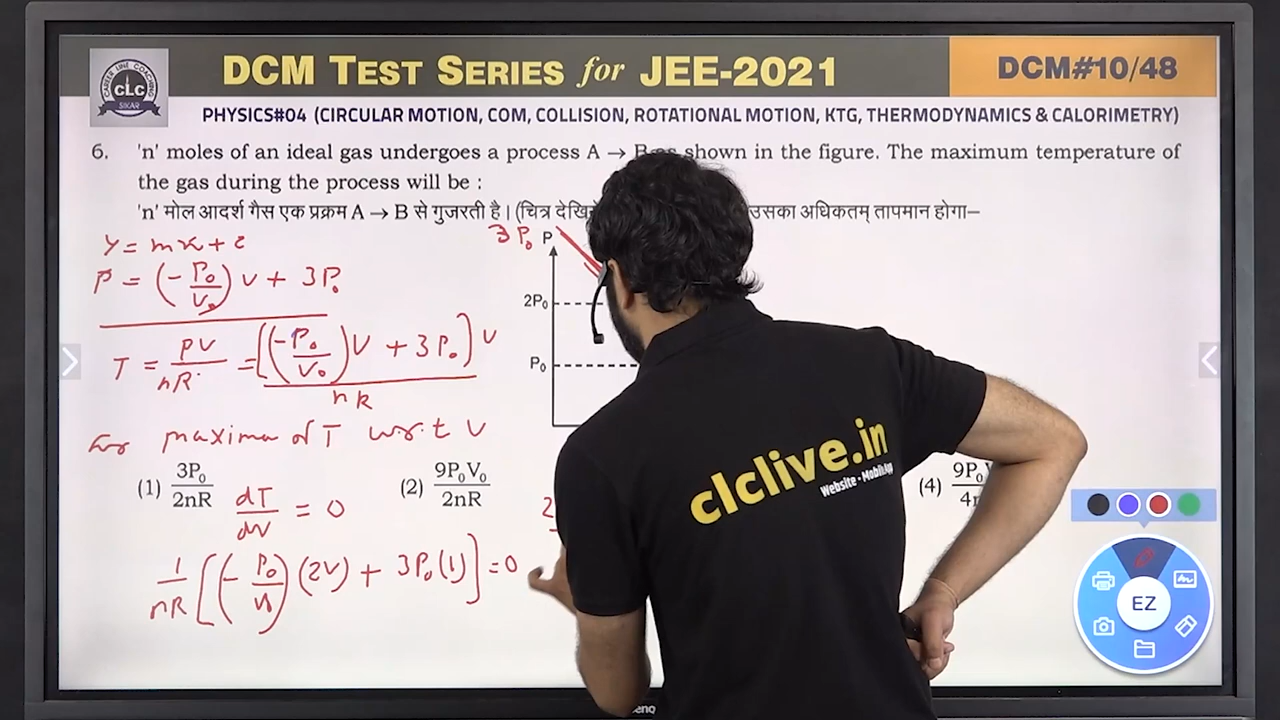 DCM TEST SERIES for JEE-2021
DCM#10/48
CAREER LINE COACHING
CLC
SIKAR
PHYSICS#04 (CIRCULAR MOTION, COM, COLLISION, ROTATIONAL MOTION, KTG, THERMODYNAMICS & CALORIMETRY)
6. 'n' moles of an ideal gas undergoes a process A → B as shown in the figure. The maximum temperature of
the gas during the process will be :
'n' मोल आदर्श गैस एक प्रक्रम A → B से गुजरती है। (चित्र उसका अधिकतम तापमान होगा–
y = mx + c
P = (-P₀/V₀) V + 3P₀
T = PV/nR = [(-P₀/V₀)V + 3P₀] V / nR
For maxima of T w.r.t V
3P₀ P
2P₀
P₀
(1) 3P₀/2nR (2) 9P₀V₀/2nR (4)
dT/dV = 0
1/nR [(-P₀/V₀)(2V) + 3P₀(1)] = 0
clclive.in
Website - Mobile App
EZ